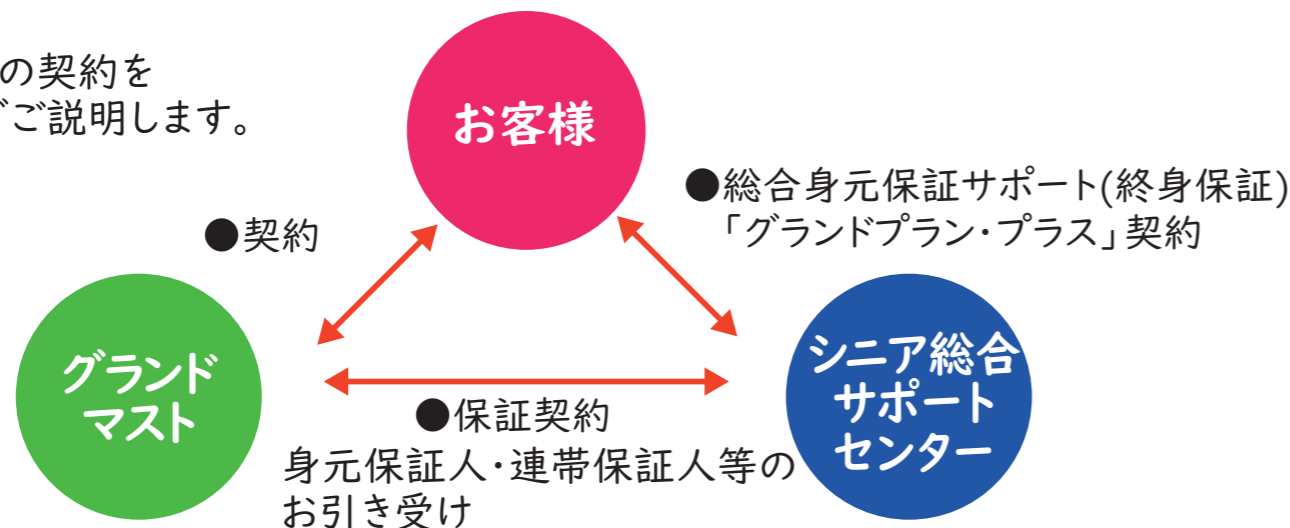 の契約を
ご説明します。
お客様
●総合身元保証サポート(終身保証)
「グランドプラン・プラス」契約
●契約
グランド
マスト
シニア総合
サポート
センター
●保証契約
身元保証人・連帯保証人等の
お引き受け